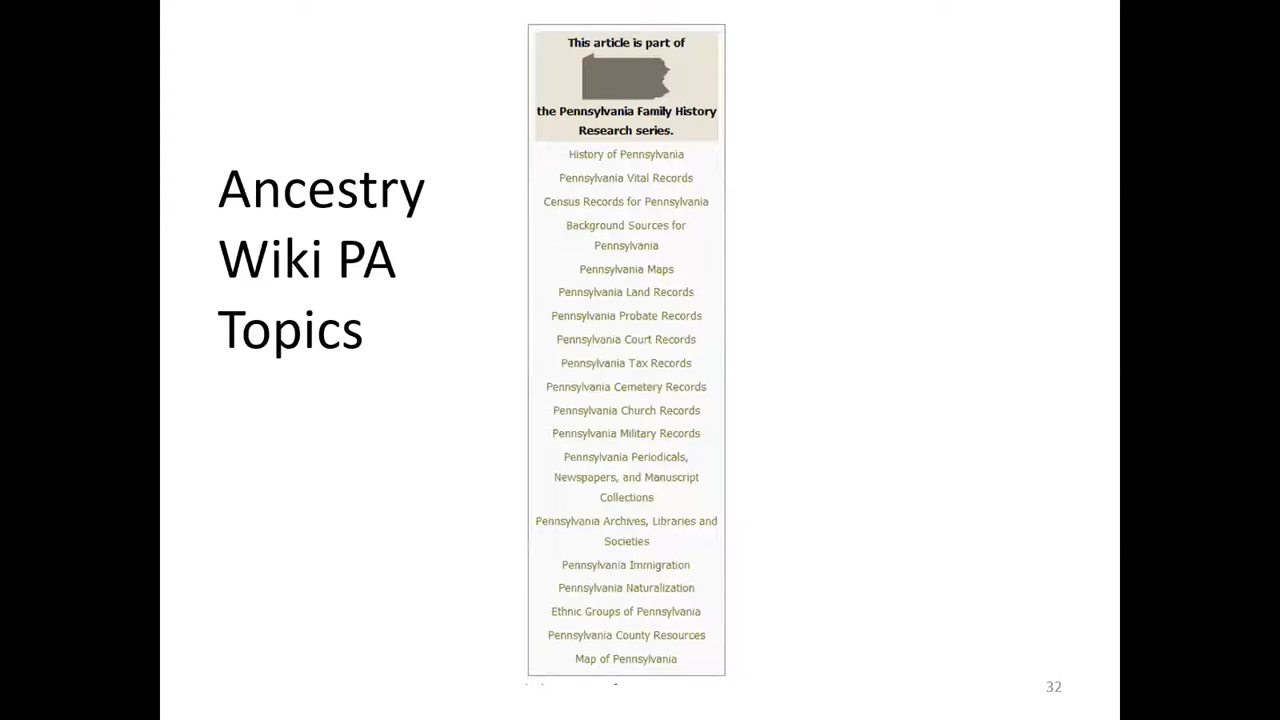 Ancestry
Wiki PA
Topics
This article is part of
the Pennsylvania Family History
Research series.
History of Pennsylvania
Pennsylvania Vital Records
Census Records for Pennsylvania
Background Sources for
Pennsylvania
Pennsylvania Maps
Pennsylvania Land Records
Pennsylvania Probate Records
Pennsylvania Court Records
Pennsylvania Tax Records
Pennsylvania Cemetery Records
Pennsylvania Church Records
Pennsylvania Military Records
Pennsylvania Periodicals,
Newspapers, and Manuscript
Collections
Pennsylvania Archives, Libraries and
Societies
Pennsylvania Immigration
Pennsylvania Naturalization
Ethnic Groups of Pennsylvania
Pennsylvania County Resources
Map of Pennsylvania
32